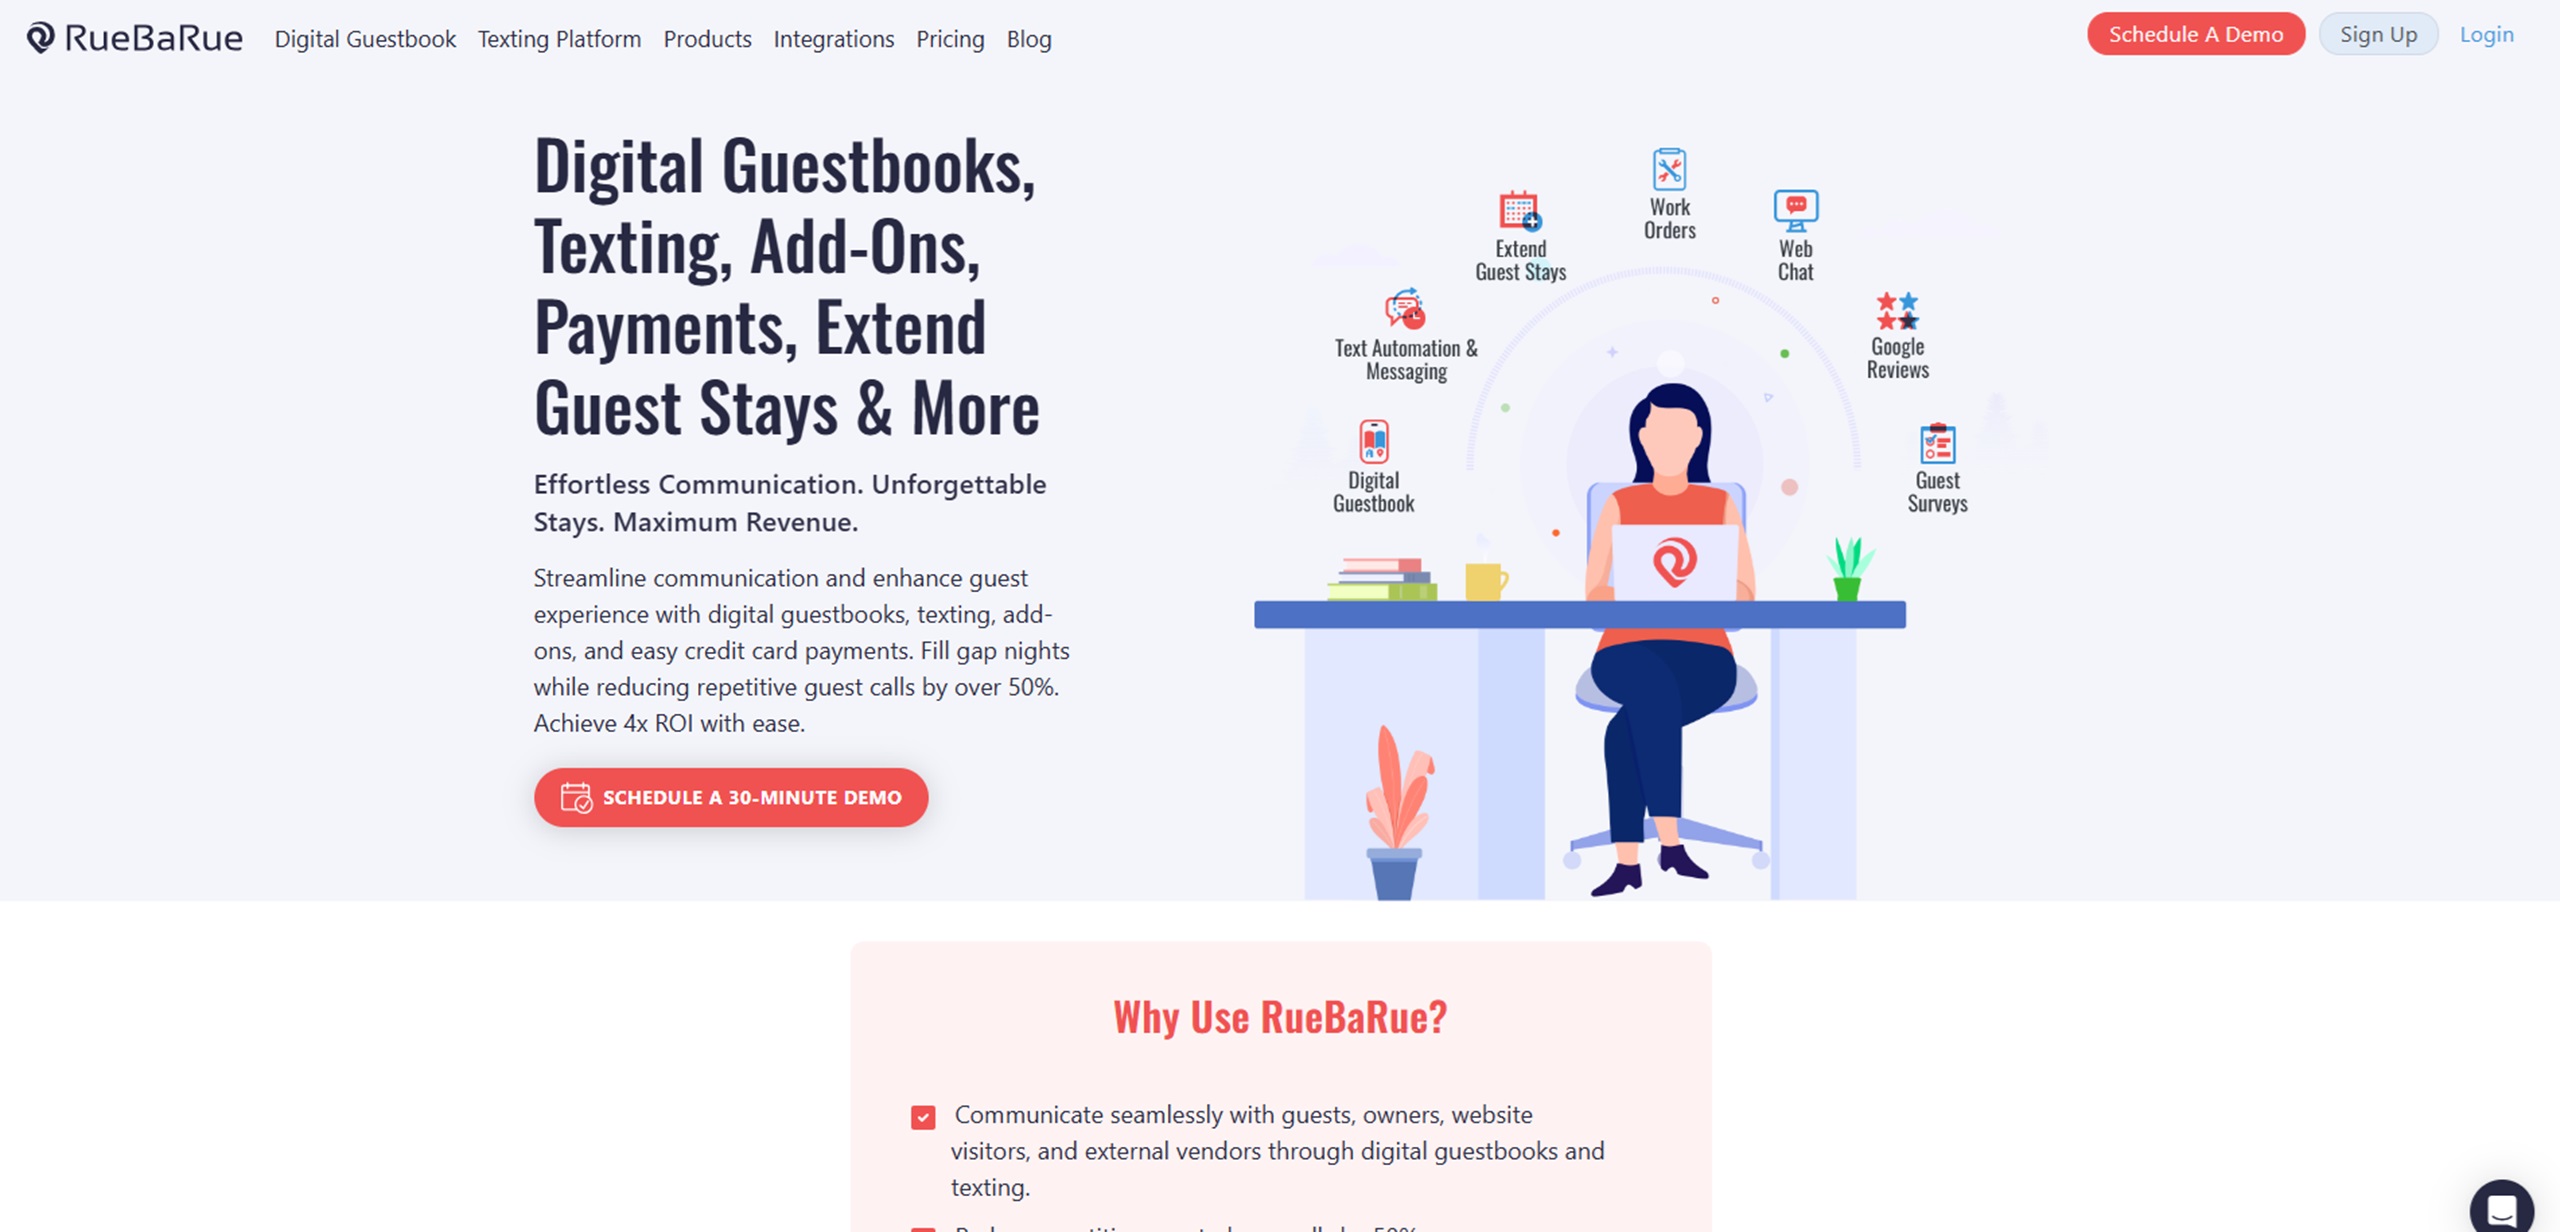 RueBaRue Digital Guestbook Texting Platform Products Integrations Pricing Blog Schedule A Demo Sign Up Login
Digital Guestbooks,
Texting, Add-Ons,
Payments, Extend
Guest Stays & More
Effortless Communication. Unforgettable
Stays. Maximum Revenue.
Streamline communication and enhance guest
experience with digital guestbooks, texting, add-
ons, and easy credit card payments. Fill gap nights
while reducing repetitive guest calls by over 50%.
Achieve 4x ROI with ease.
SCHEDULE A 30-MINUTE DEMO
Work
Orders
Extend
Guest Stays
Web
Chat
Text Automation &
Messaging
Google
Reviews
Digital
Guestbook
Guest
Surveys
Why Use RueBaRue?
Communicate seamlessly with guests, owners, website
visitors, and external vendors through digital guestbooks and
texting.